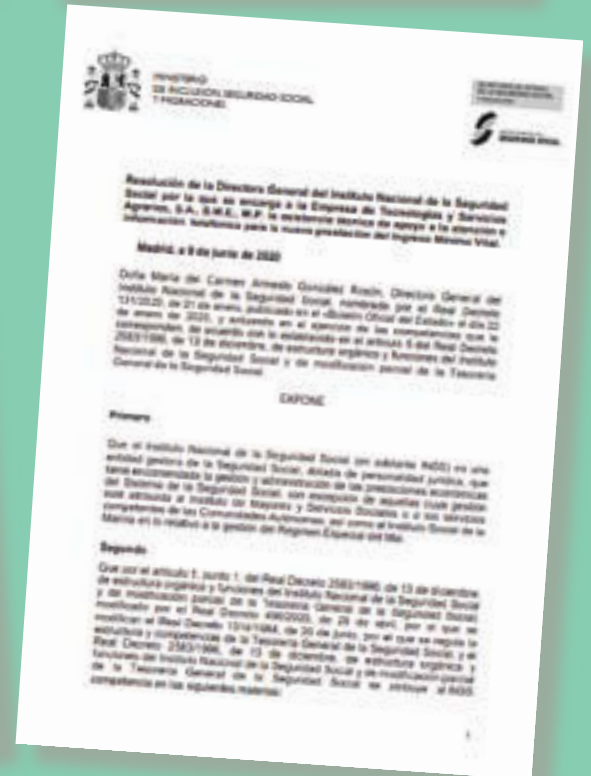 MINISTERIO
DE INCLUSIÓN, SEGURIDAD SOCIAL
Y MIGRACIONES
SEGURIDAD SOCIAL
Resolución de la Directora General del Instituto Nacional de la Seguridad
Social por la que se encarga a la Empresa de Tecnologías y Servicios
Agrarios, S.A., S.M.E., M.P. la asistencia técnica de apoyo a la atención e
información telefónica para la nueva prestación del Ingreso Mínimo Vital.
Madrid, a 9 de junio de 2020
Doña María del Carmen Armesto González Rosón, Directora General del
Instituto Nacional de la Seguridad Social, nombrada por el Real Decreto
131/2020, de 21 de enero, publicado en el «Boletín Oficial del Estado» el día 22
de enero de 2020, y actuando en el ejercicio de las competencias que le
corresponden, de acuerdo con lo establecido en el artículo 5 del Real Decreto
2583/1996, de 13 de diciembre, de estructura orgánica y funciones del Instituto
Nacional de la Seguridad Social y de modificación parcial de la Tesorería
General de la Seguridad Social.
EXPONE
Primero
Que el Instituto Nacional de la Seguridad Social (en adelante INSS) es una
entidad gestora de la Seguridad Social, dotada de personalidad jurídica, que
tiene encomendada la gestión y administración de las prestaciones económicas
del Sistema de la Seguridad Social, con excepción de aquellas cuya gestión
esté atribuida al Instituto de Mayores y Servicios Sociales o a los servicios
competentes de las Comunidades Autónomas, así como al Instituto Social de la
Marina en lo relativo a la gestión del Régimen Especial del Mar.
Segundo
Que por el artículo 1, punto 1, del Real Decreto 2583/1996, de 13 de diciembre
de estructura orgánica y funciones del Instituto Nacional de la Seguridad Social
y de modificación parcial de la Tesorería General de la Seguridad Social,
modificado por el Real Decreto 496/2020, de 28 de abril, por el que se
modifican el Real Decreto 1314/1984, de 20 de junio, por el que se regula la
estructura y competencias de la Tesorería General de la Seguridad Social, y el
Real Decreto 2583/1996, de 13 de diciembre, de estructura orgánica y
funciones del Instituto Nacional de la Seguridad Social y de modificación parcial
de la Tesorería General de la Seguridad Social se atribuye al INSS
competencia en las siguientes materias:
1